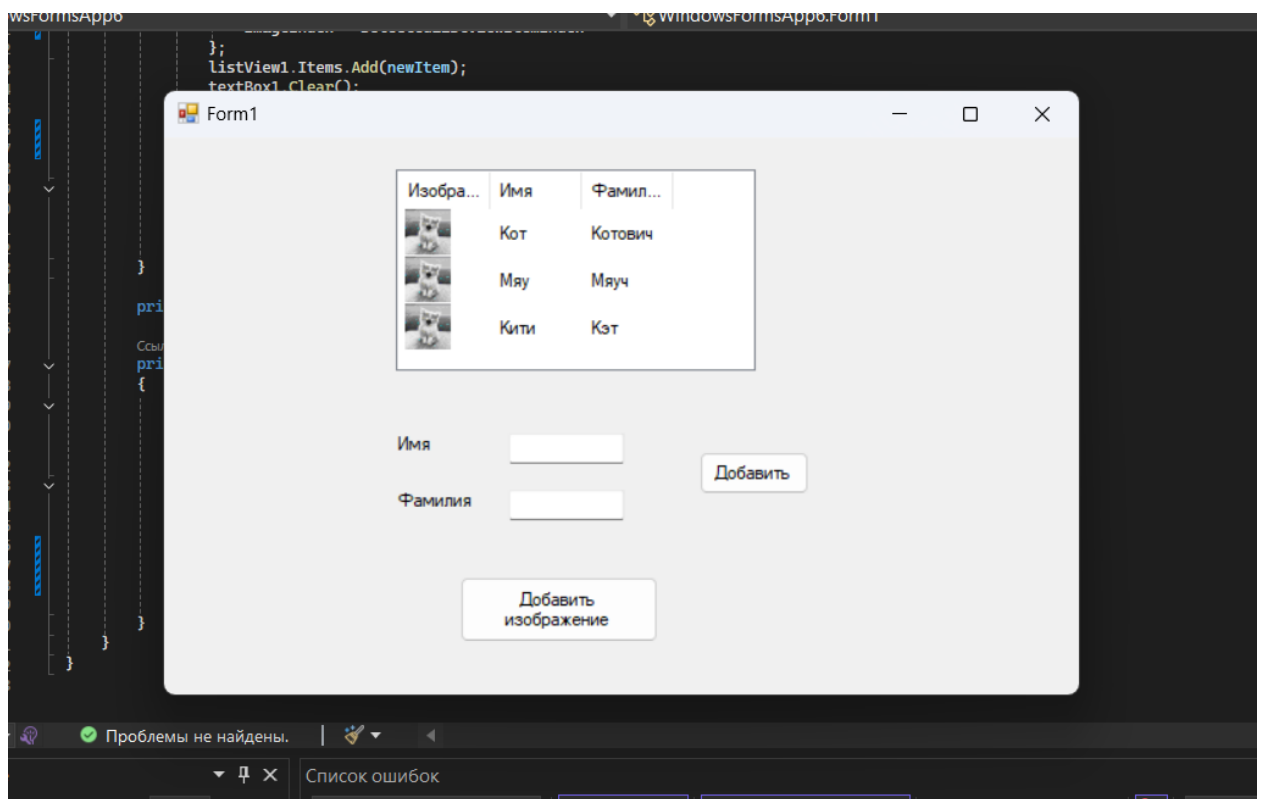 wsFormsApp6 WindowsFormsApp6.Form1
};
listView1.Items.Add(newItem);
textBox1.Clear();
Form1
Изобра... Имя Фамил...
Кот Котович
Мяу Мяуч
Кити Кэт
}
pri
Ссыл
pri
{
Имя
Добавить
Фамилия
Добавить
изображение
}
}
}
Проблемы не найдены.
Список ошибок